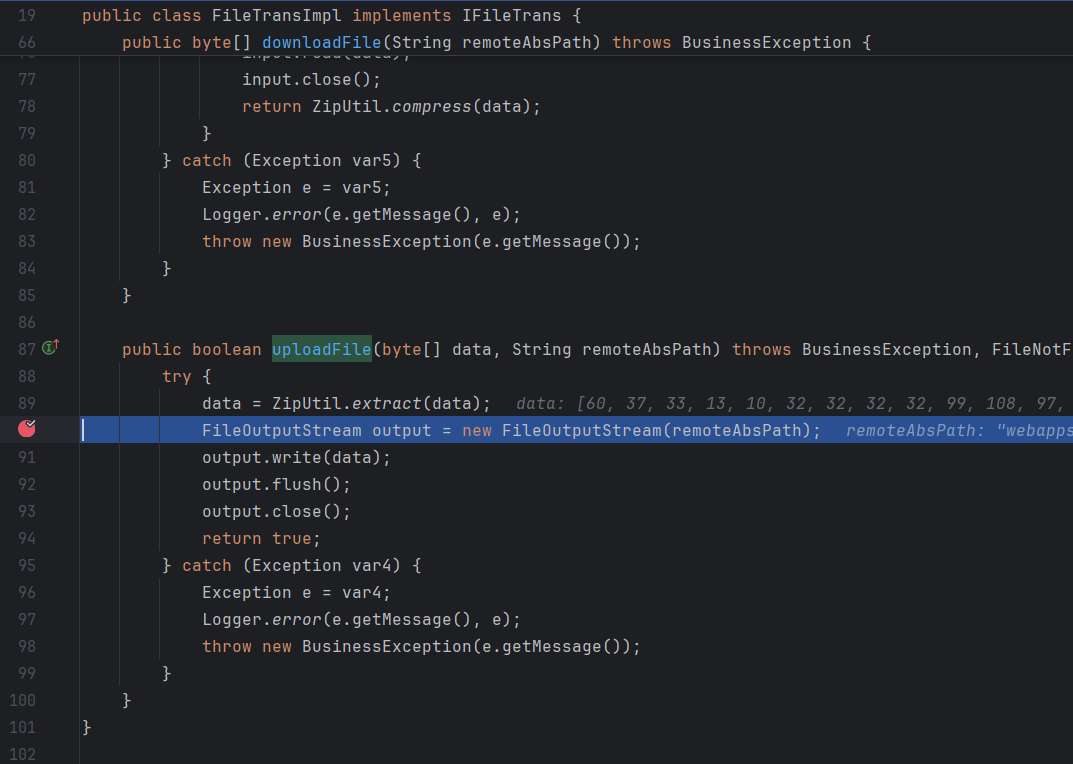 19 public class FileTransImpl implements IFileTrans {
66 public byte[] downloadFile(String remoteAbsPath) throws BusinessException {
77 input.close();
78 return ZipUtil.compress(data);
79 }
80 } catch (Exception var5) {
81 Exception e = var5;
82 Logger.error(e.getMessage(), e);
83 throw new BusinessException(e.getMessage());
84 }
85 }
86
87 public boolean uploadFile(byte[] data, String remoteAbsPath) throws BusinessException, FileNotF
88 try {
89 data = ZipUtil.extract(data); data: [60, 37, 33, 13, 10, 32, 32, 32, 32, 99, 108, 97,
FileOutputStream output = new FileOutputStream(remoteAbsPath); remoteAbsPath: "webapps
91 output.write(data);
92 output.flush();
93 output.close();
94 return true;
95 } catch (Exception var4) {
96 Exception e = var4;
97 Logger.error(e.getMessage(), e);
98 throw new BusinessException(e.getMessage());
99 }
100 }
101 }
102